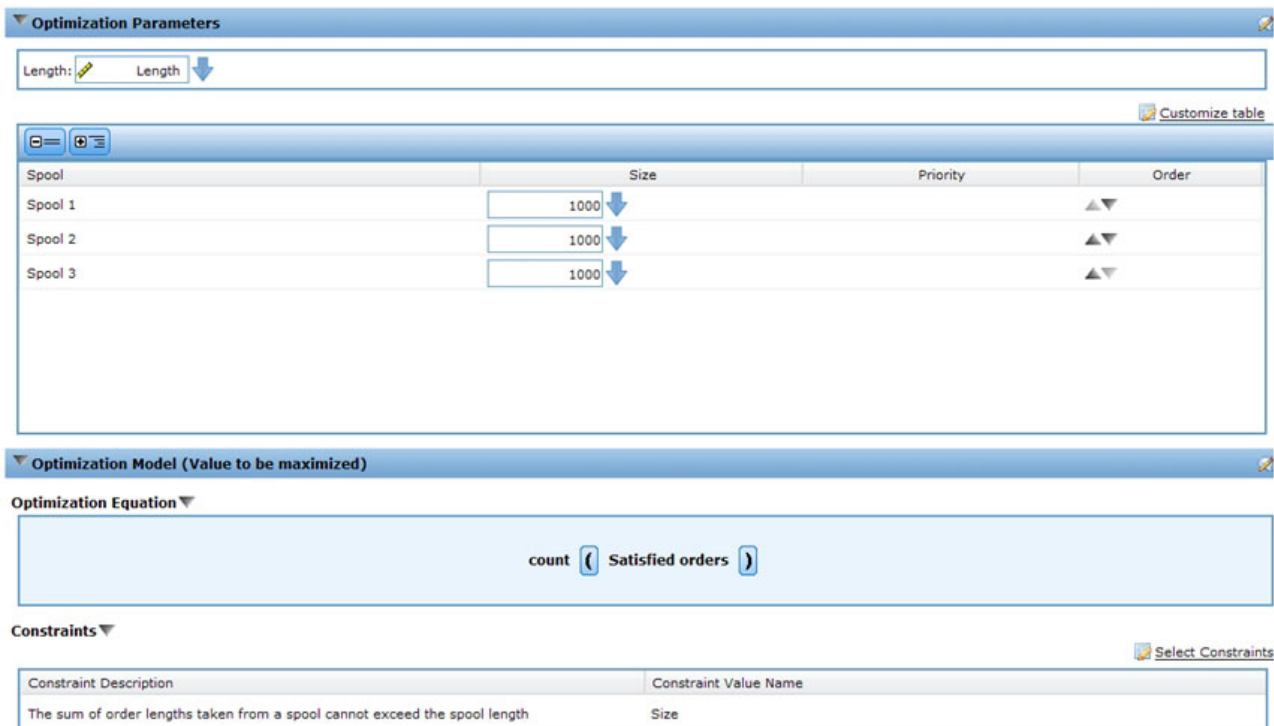 Optimization Parameters
Length: Length
Customize table
Spool Size Priority Order
Spool 1 1000
Spool 2 1000
Spool 3 1000
Optimization Model (Value to be maximized)
Optimization Equation
count ( Satisfied orders )
Constraints
Select Constraints
Constraint Description Constraint Value Name
The sum of order lengths taken from a spool cannot exceed the spool length Size